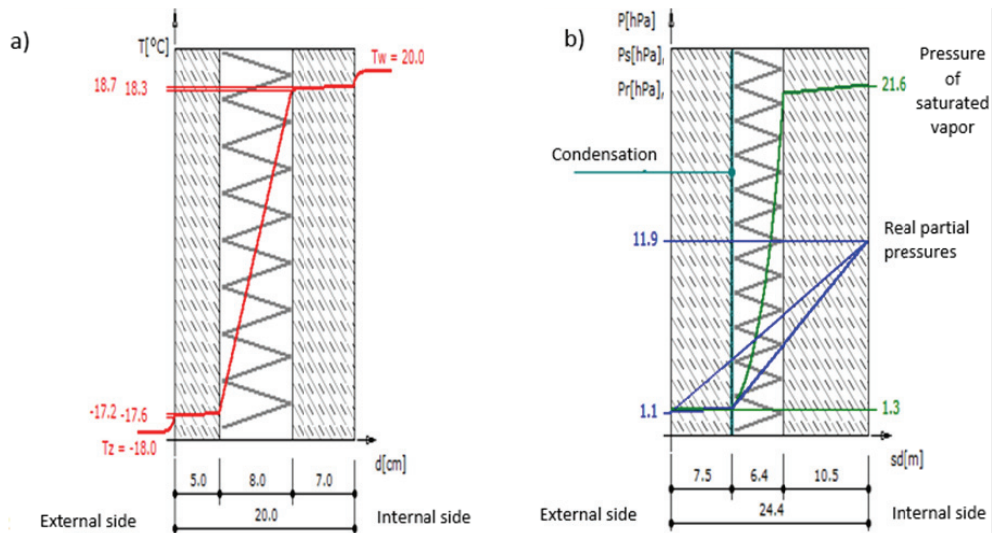 a)
T[°C]
18.7 18.3
Tw = 20.0
-17.2 -17.6
Tz = -18.0
d[cm]
5.0 8.0 7.0
20.0
External side
Internal side
b)
P[hPa]
Ps[hPa],
Pr[hPa],
21.6
Pressure of
saturated
vapor
Condensation
11.9
Real partial
pressures
1.1
1.3
sd[m]
7.5 6.4 10.5
24.4
External side
Internal side